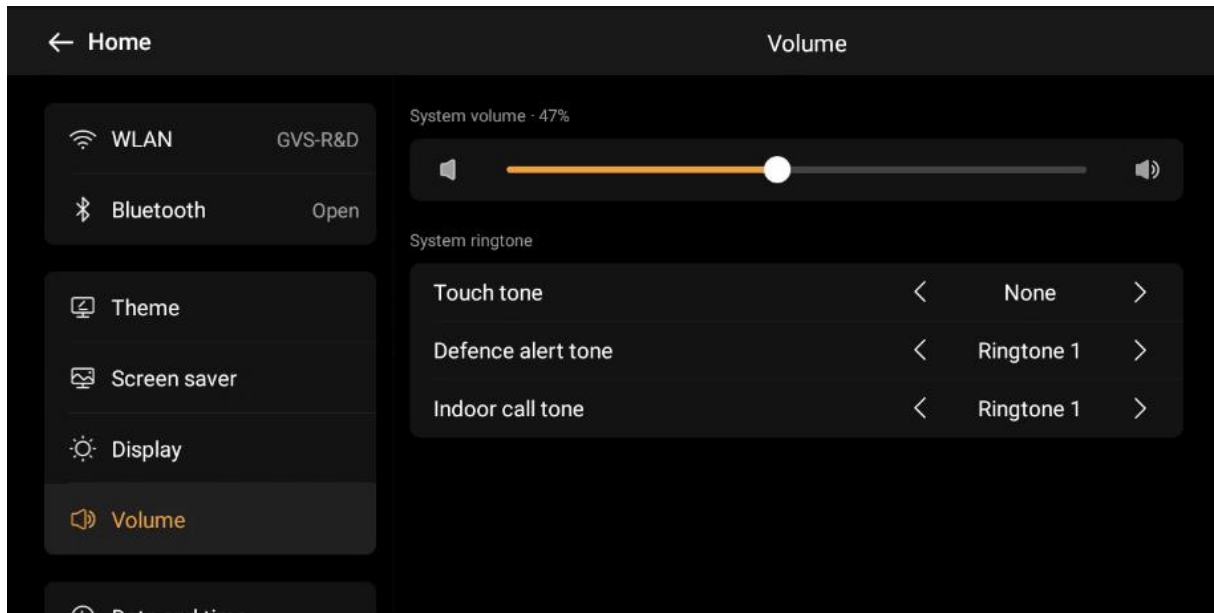 Home
Volume
WLAN GVS-R&D
Bluetooth Open
Theme
Screen saver
Display
Volume
System volume · 47%
System ringtone
Touch tone None
Defence alert tone Ringtone 1
Indoor call tone Ringtone 1